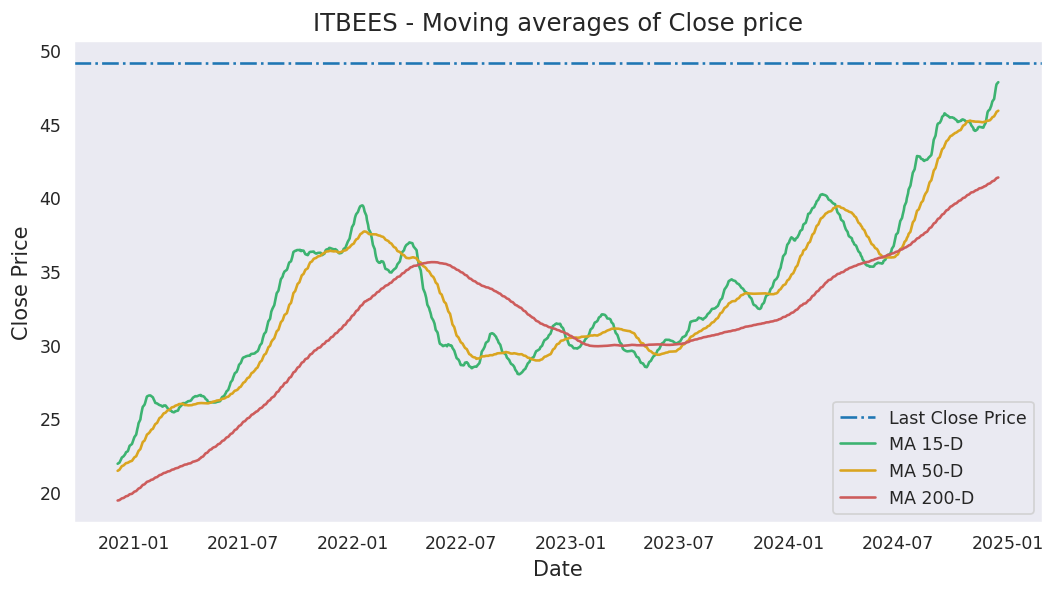 ITBEES - Moving averages of Close price
Close Price
50
45
40
35
30
25
20
2021-01
2021-07
2022-01
2022-07
2023-01
2023-07
2024-01
2024-07
2025-01
Date
Last Close Price
MA 15-D
MA 50-D
MA 200-D